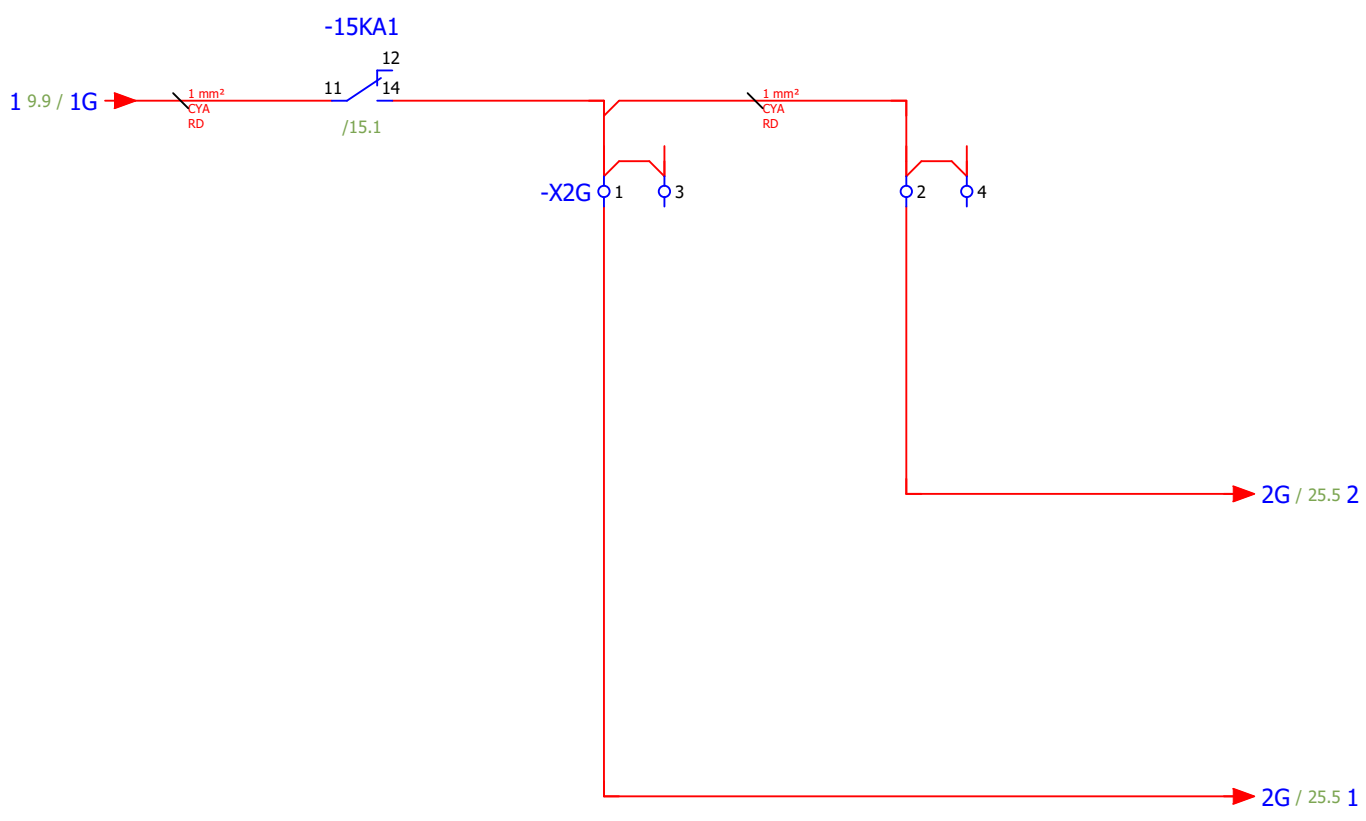 -15KA1
12
1 9.9 / 1G
1 mm²
CYA
RD
11
14
/15.1
1 mm²
CYA
RD
-X2G
1
3
2
4
2G / 25.5 2
2G / 25.5 1